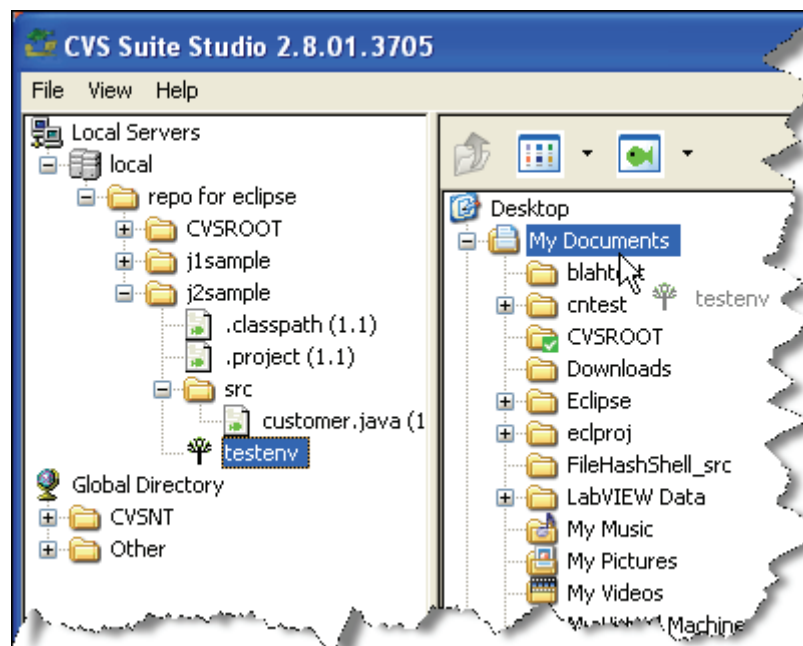 CVS Suite Studio 2.8.01.3705
File View Help
Local Servers
local
repo for eclipse
CVSROOT
j1sample
j2sample
.classpath (1.1)
.project (1.1)
src
customer.java (1
testenv
Global Directory
CVSNT
Other
Desktop
My Documents
cntest
testenv
CVSROOT
Downloads
Eclipse
eclproj
FileHashShell_src
LabVIEW Data
My Music
My Pictures
My Videos
Machine